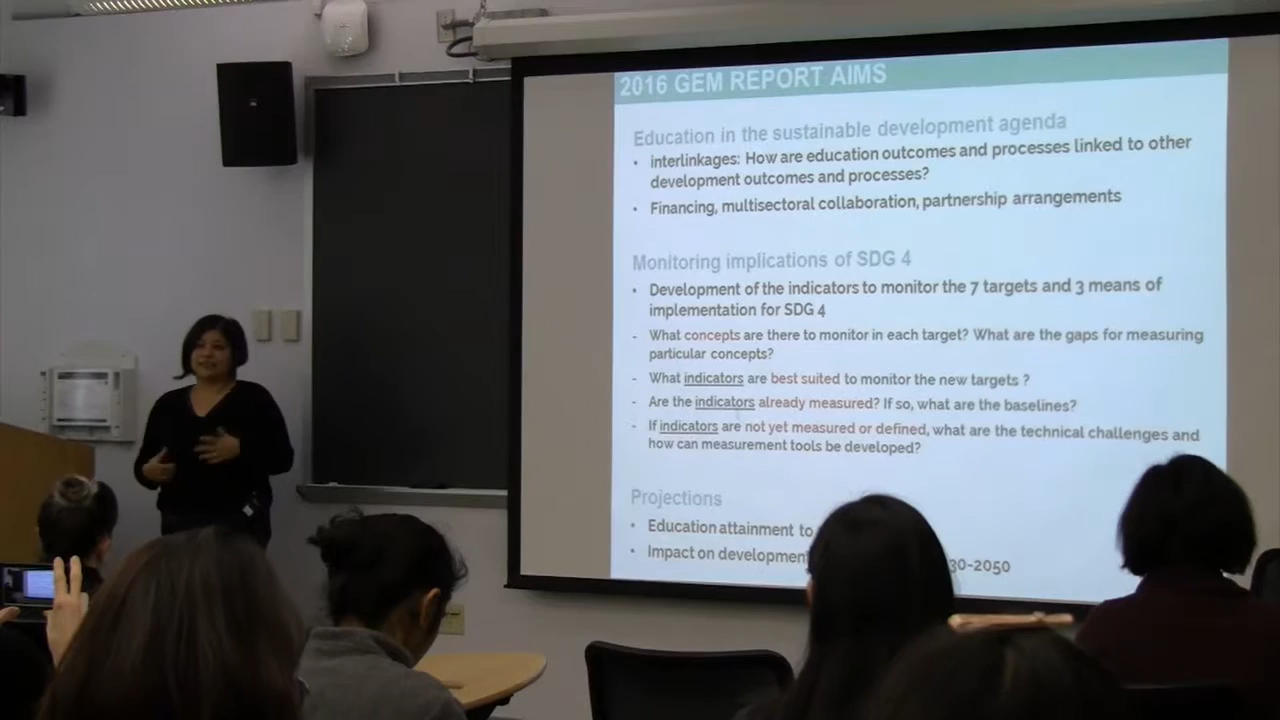 2016 GEM REPORT AIMS
Education in the sustainable development agenda
• interlinkages: How are education outcomes and processes linked to other
development outcomes and processes?
• Financing, multisectoral collaboration, partnership arrangements
Monitoring implications of SDG 4
• Development of the indicators to monitor the 7 targets and 3 means of
implementation for SDG 4
- What concepts are there to monitor in each target? What are the gaps for measuring
particular concepts?
- What indicators are best suited to monitor the new targets ?
- Are the indicators already measured? If so, what are the baselines?
- If indicators are not yet measured or defined, what are the technical challenges and
how can measurement tools be developed?
Projections
• Education attainment to
• Impact on development 30-2050